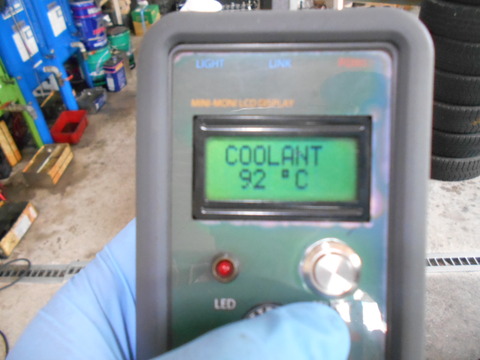 LIGHT LINK
MINI-MONI LCD DISPLAY
COOLANT
92 °C
LED